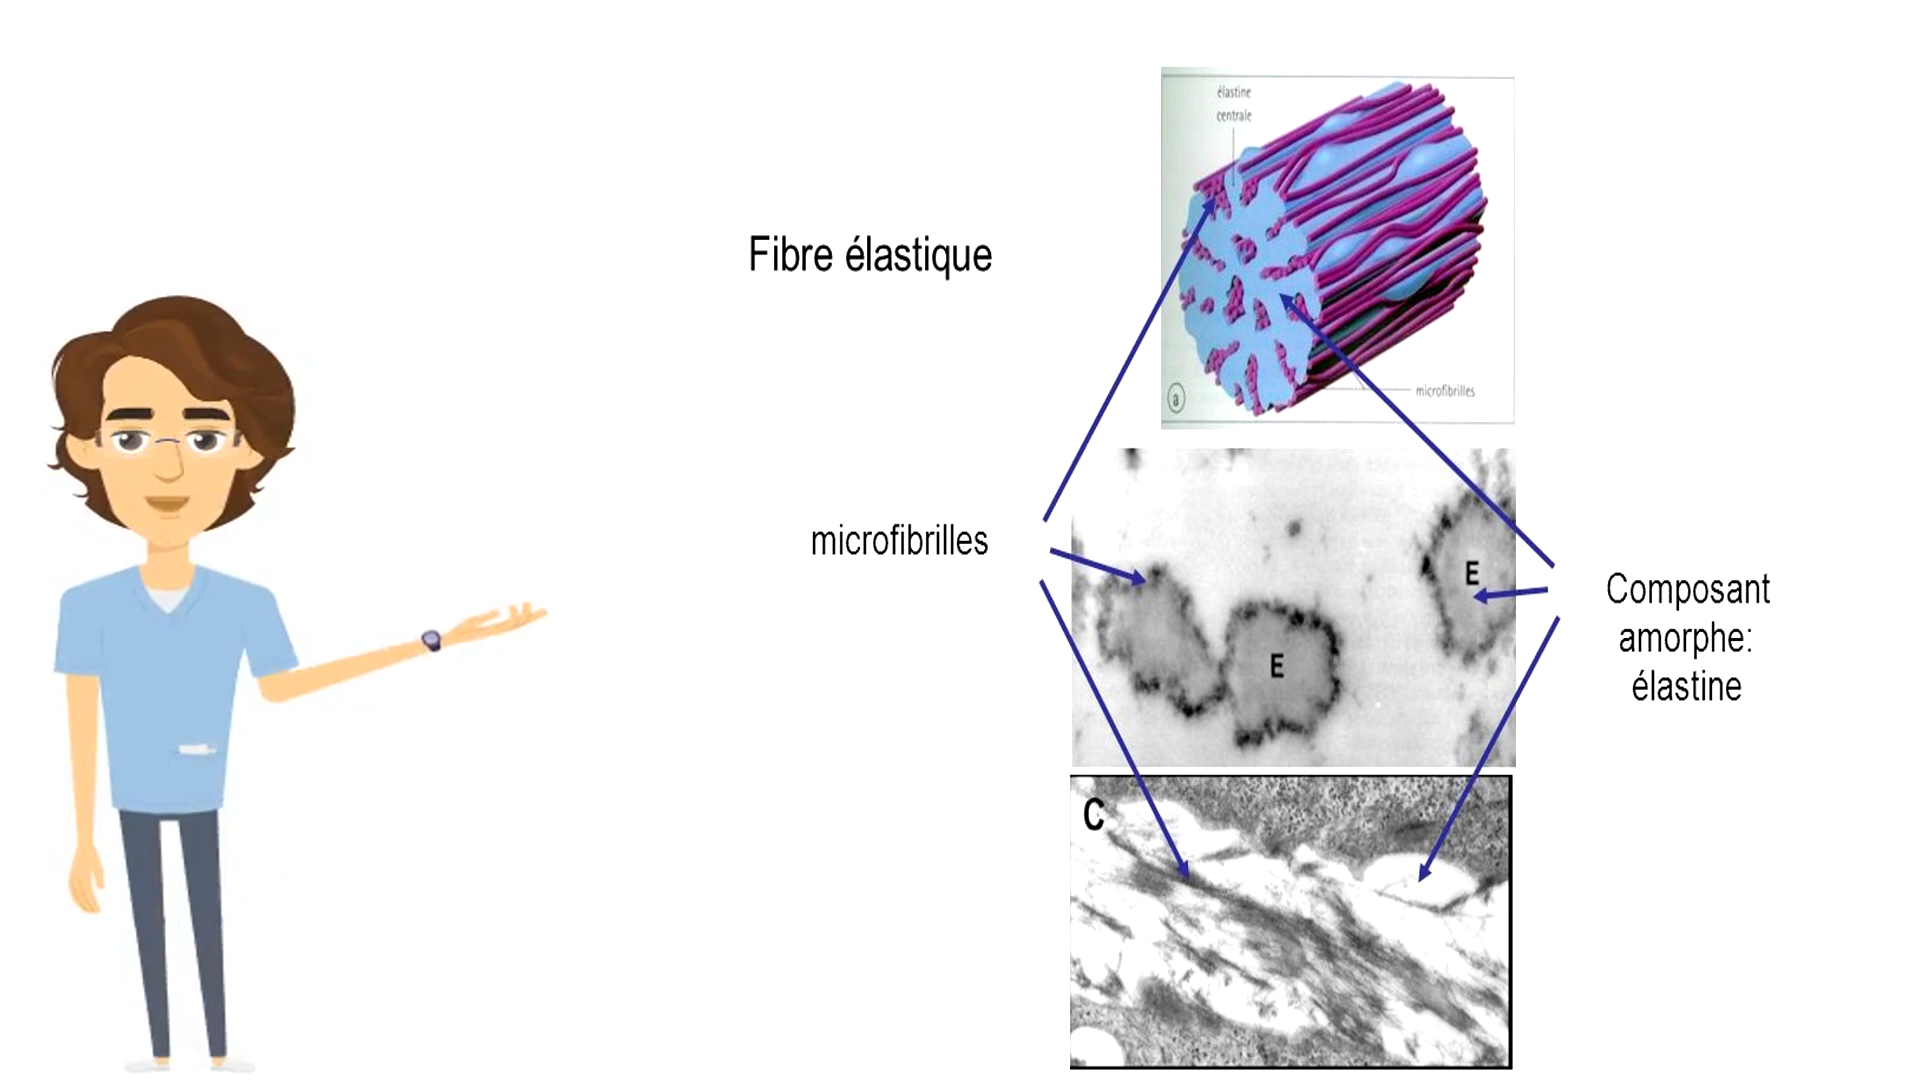 élastine
centrale
Fibre élastique
microfibrilles
a
microfibrilles
E
E
Composant
amorphe:
élastine
C